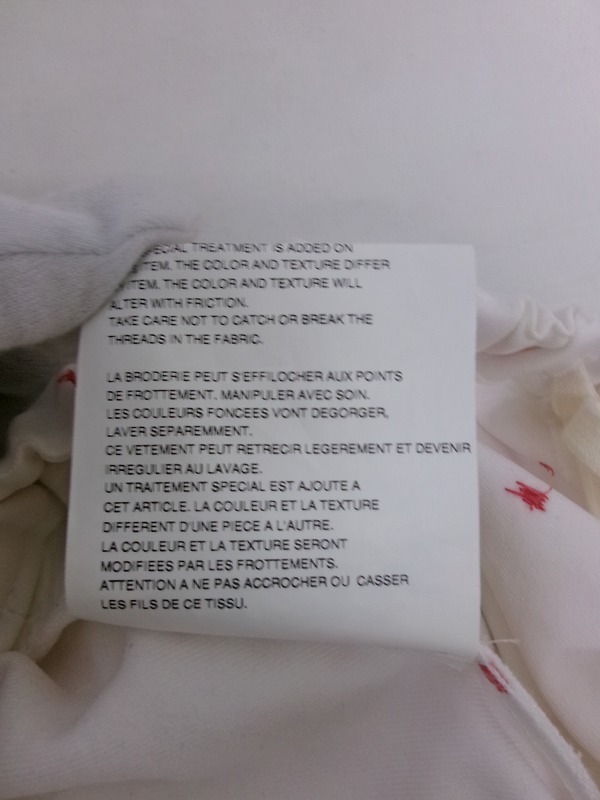 SPECIAL TREATMENT IS ADDED ON
ITEM. THE COLOR AND TEXTURE DIFFER
ITEM. THE COLOR AND TEXTURE WILL
ALTER WITH FRICTION.
TAKE CARE NOT TO CATCH OR BREAK THE
THREADS IN THE FABRIC.
LA BRODERIE PEUT S'EFFILOCHER AUX POINTS
DE FROTTEMENT. MANIPULER AVEC SOIN.
LES COULEURS FONCEES VONT DEGORGER,
LAVER SEPAREMMENT.
CE VETEMENT PEUT RETRECIR LEGEREMENT ET DEVENIR
IRREGULIER AU LAVAGE.
UN TRAITEMENT SPECIAL EST AJOUTE A
CET ARTICLE. LA COULEUR ET LA TEXTURE
DIFFERENT D'UNE PIECE A L'AUTRE.
LA COULEUR ET LA TEXTURE SERONT
MODIFIEES PAR LES FROTTEMENTS.
ATTENTION A NE PAS ACCROCHER OU CASSER
LES FILS DE CE TISSU.